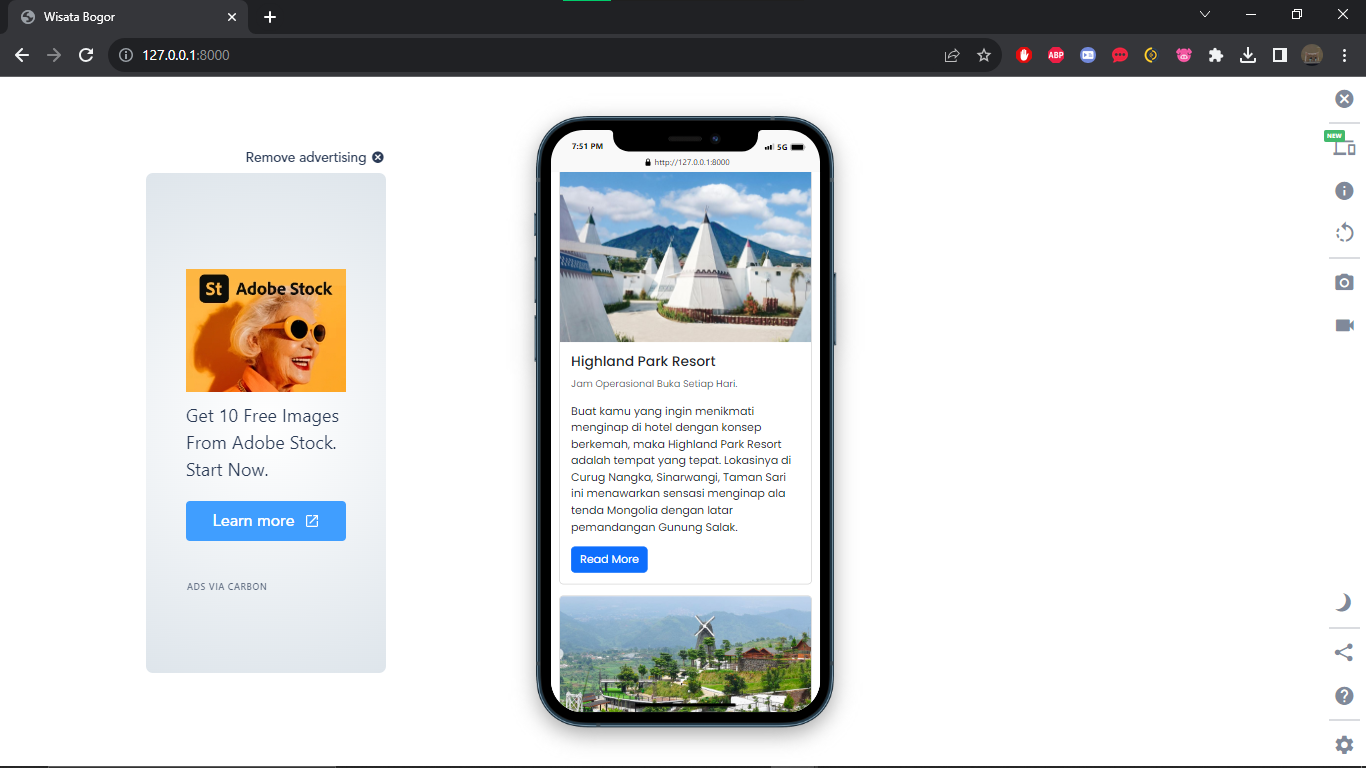 Wisata Bogor
127.0.0.1:8000
ABP
NEW
Remove advertising
St Adobe Stock
Get 10 Free Images
From Adobe Stock.
Start Now.
Learn more
ADS VIA CARBON
7:51 PM
5G
http://127.0.0.1:8000
Highland Park Resort
Jam Operasional Buka Setiap Hari.
Buat kamu yang ingin menikmati
menginap di hotel dengan konsep
berkemah, maka Highland Park Resort
adalah tempat yang tepat. Lokasinya di
Curug Nangka, Sinarwangi, Taman Sari
ini menawarkan sensasi menginap ala
tenda Mongolia dengan latar
pemandangan Gunung Salak.
Read More